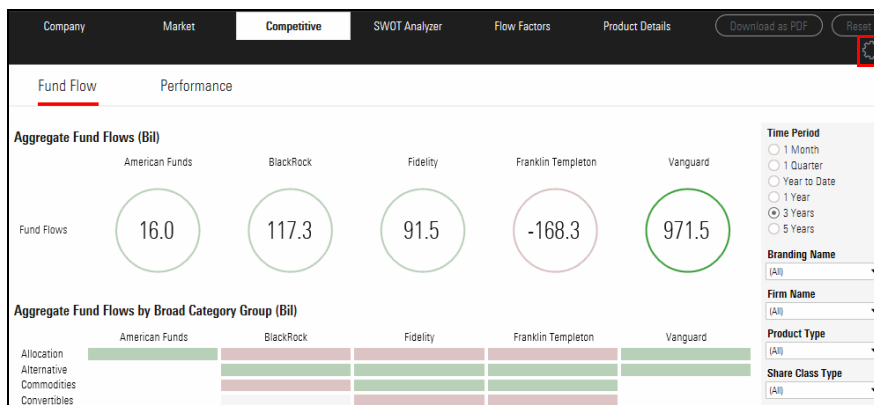 Company Market Competitive SWOT Analyzer Flow Factors Product Details Download as PDF Reset
Fund Flow Performance
Aggregate Fund Flows (Bil)
American Funds BlackRock Fidelity Franklin Templeton Vanguard
Fund Flows 16.0 117.3 91.5 -168.3 971.5
Aggregate Fund Flows by Broad Category Group (Bil)
American Funds BlackRock Fidelity Franklin Templeton Vanguard
Allocation
Alternative
Commodities
Convertibles
Time Period
1 Month
1 Quarter
Year to Date
1 Year
3 Years
5 Years
Branding Name
(All)
Firm Name
(All)
Product Type
(All)
Share Class Type
(All)